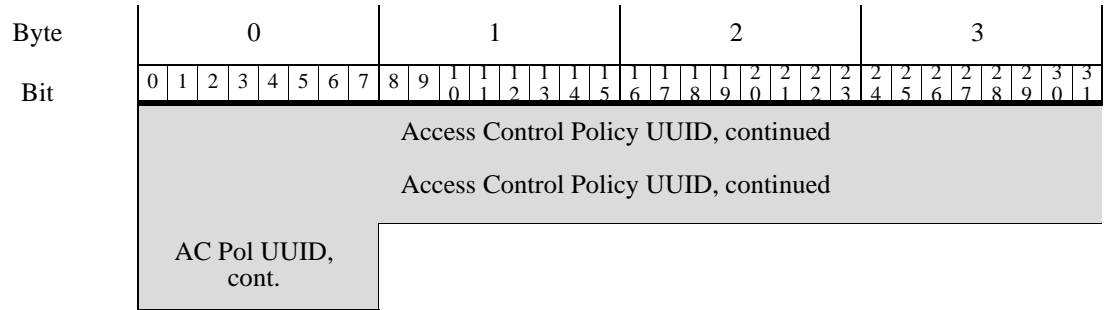 Byte 0 1 2 3
Bit 0 1 2 3 4 5 6 7 8 9 10 11 12 13 14 15 16 17 18 19 20 21 22 23 24 25 26 27 28 29 30 31
Access Control Policy UUID, continued
Access Control Policy UUID, continued
AC Pol UUID,
cont.